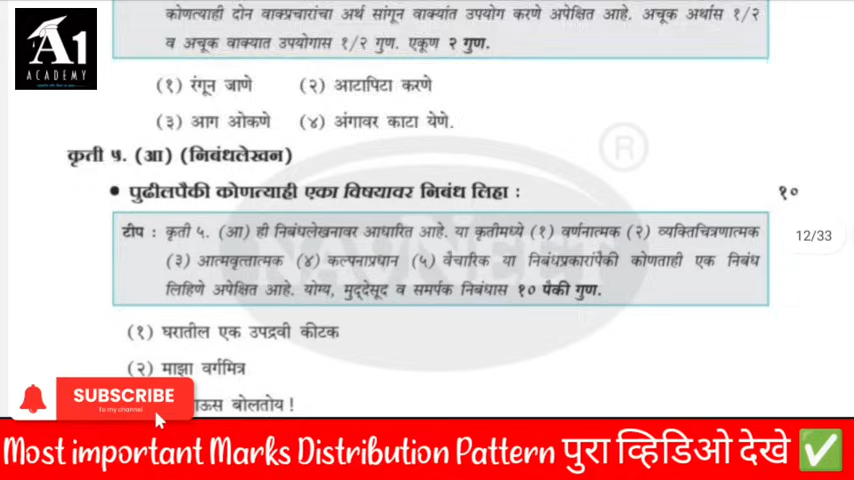 A1
ACADEMY
कोणत्याही दोन वाक्प्रचारांचा अर्थ सांगून वाक्यांत उपयोग करणे अपेक्षित आहे. अचूक अर्थास १/२
व अचूक वाक्यात उपयोगास १/२ गुण. एकूण २ गुण.
(१) रंगून जाणे (२) आटापिटा करणे
(३) आग ओकणे (४) अंगावर काटा येणे.
कृती ५. (आ) (निबंधलेखन)
• पुढीलपैकी कोणत्याही एका विषयावर निबंध लिहा : १०
टीप : कृती ५. (आ) ही निबंधलेखनावर आधारित आहे. या कृतीमध्ये (१) वर्णनात्मक (२) व्यक्तिचित्रणात्मक
(३) आत्मवृत्तात्मक (४) कल्पनाप्रधान (५) वैचारिक या निबंधप्रकारांपैकी कोणताही एक निबंध
लिहिणे अपेक्षित आहे. योग्य, मुद्देसूद व समर्पक निबंधास १० पैकी गुण.
12/33
NAVNEET
®
(१) घरातील एक उपद्रवी कीटक
(२) माझा वर्गमित्र
ाऊस बोलतोय !
SUBSCRIBE
To my channel
Most important Marks Distribution Pattern पुरा व्हिडिओ देखे ✅